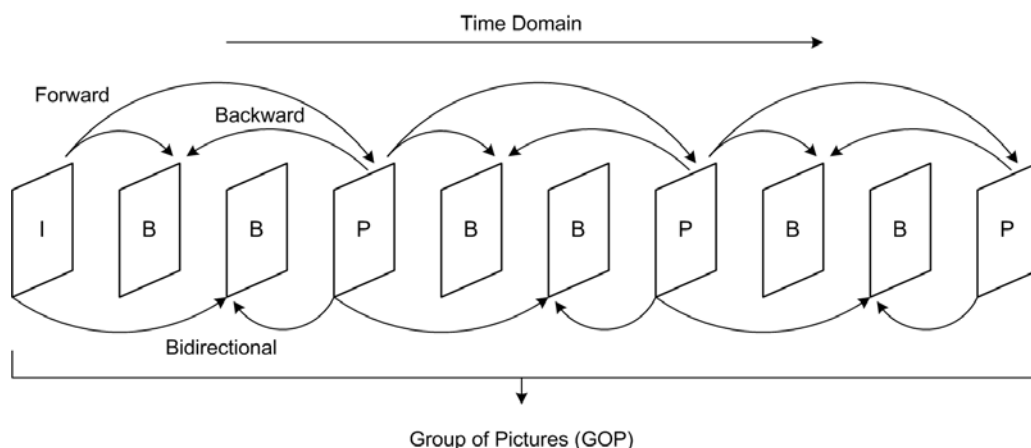 Time Domain
Forward
Backward
I B B P B B P B B P
Bidirectional
Group of Pictures (GOP)